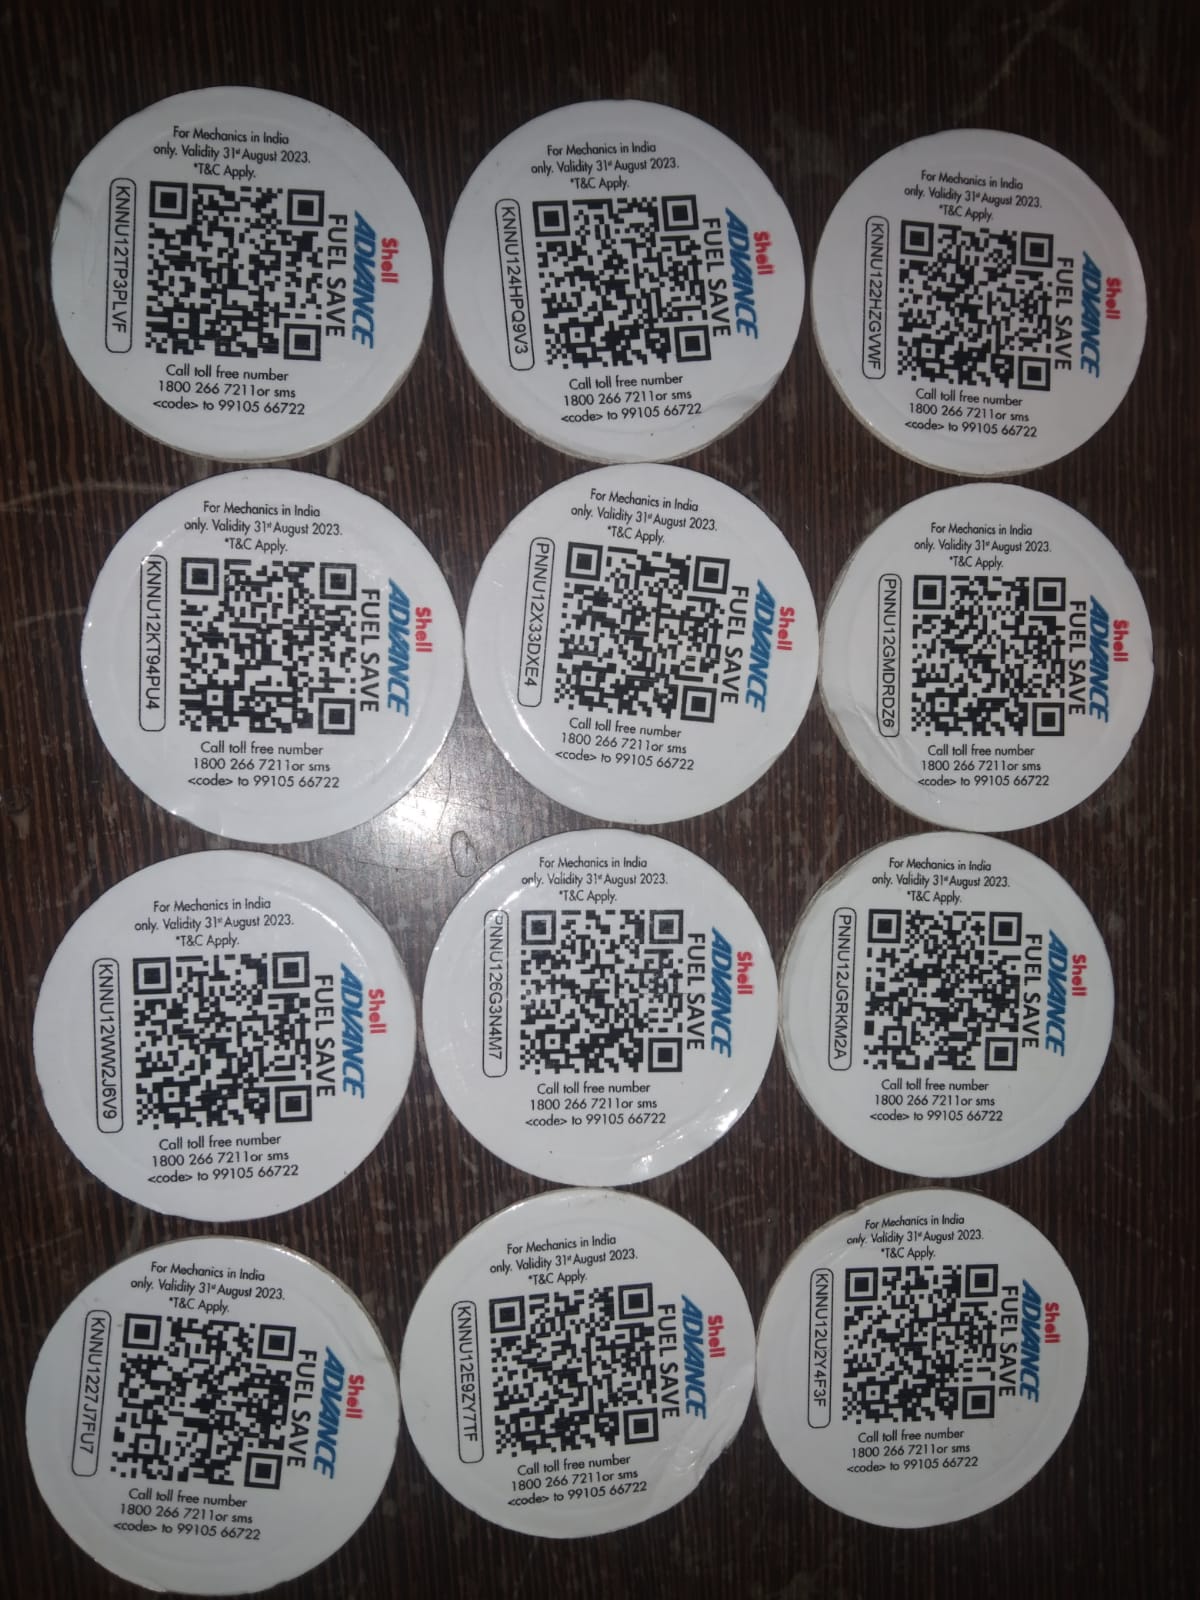 Shell
ADVANCE
FUEL SAVE
For Mechanics in India
only. Validity 31st August 2023.
*T&C Apply.
Call toll free number
1800 266 7211or sms
<code> to 99105 66722
KNNU122HZGVWF
Shell
ADVANCE
FUEL SAVE
For Mechanics in India
only. Validity 31st August 2023.
*T&C Apply.
Call toll free number
1800 266 7211or sms
<code> to 99105 66722
PNNU12GMDRDZ6
Shell
ADVANCE
FUEL SAVE
For Mechanics in India
only. Validity 31st August 2023.
*T&C Apply.
Call toll free number
1800 266 7211or sms
<code> to 99105 66722
PNNU12JGRKM2A
Shell
ADVANCE
FUEL SAVE
For Mechanics in India
only. Validity 31st August 2023.
*T&C Apply.
Call toll free number
1800 266 7211or sms
<code> to 99105 66722
KNNU12U2Y4F3F
Shell
ADVANCE
FUEL SAVE
For Mechanics in India
only. Validity 31st August 2023.
*T&C Apply.
Call toll free number
1800 266 7211or sms
<code> to 99105 66722
KNNU124HPQ9V3
Shell
ADVANCE
FUEL SAVE
For Mechanics in India
only. Validity 31st August 2023.
*T&C Apply.
Call toll free number
1800 266 7211or sms
<code> to 99105 66722
PNNU12X33DXE4
Shell
ADVANCE
FUEL SAVE
For Mechanics in India
only. Validity 31st August 2023.
*T&C Apply.
Call toll free number
1800 266 7211or sms
<code> to 99105 66722
PNNU126G3N4M7
Shell
ADVANCE
FUEL SAVE
For Mechanics in India
only. Validity 31st August 2023.
*T&C Apply.
Call toll free number
1800 266 7211or sms
<code> to 99105 66722
KNNU12E9ZY7TF
Shell
ADVANCE
FUEL SAVE
For Mechanics in India
only. Validity 31st August 2023.
*T&C Apply.
Call toll free number
1800 266 7211or sms
<code> to 99105 66722
KNNU12TP3PLVF
Shell
ADVANCE
FUEL SAVE
For Mechanics in India
only. Validity 31st August 2023.
*T&C Apply.
Call toll free number
1800 266 7211or sms
<code> to 99105 66722
KNNU12KT94PU4
Shell
ADVANCE
FUEL SAVE
For Mechanics in India
only. Validity 31st August 2023.
*T&C Apply.
Call toll free number
1800 266 7211or sms
<code> to 99105 66722
KNNU12WW2J6V9
Shell
ADVANCE
FUEL SAVE
For Mechanics in India
only. Validity 31st August 2023.
*T&C Apply.
Call toll free number
1800 266 7211or sms
<code> to 99105 66722
KNNU1227J7FU7